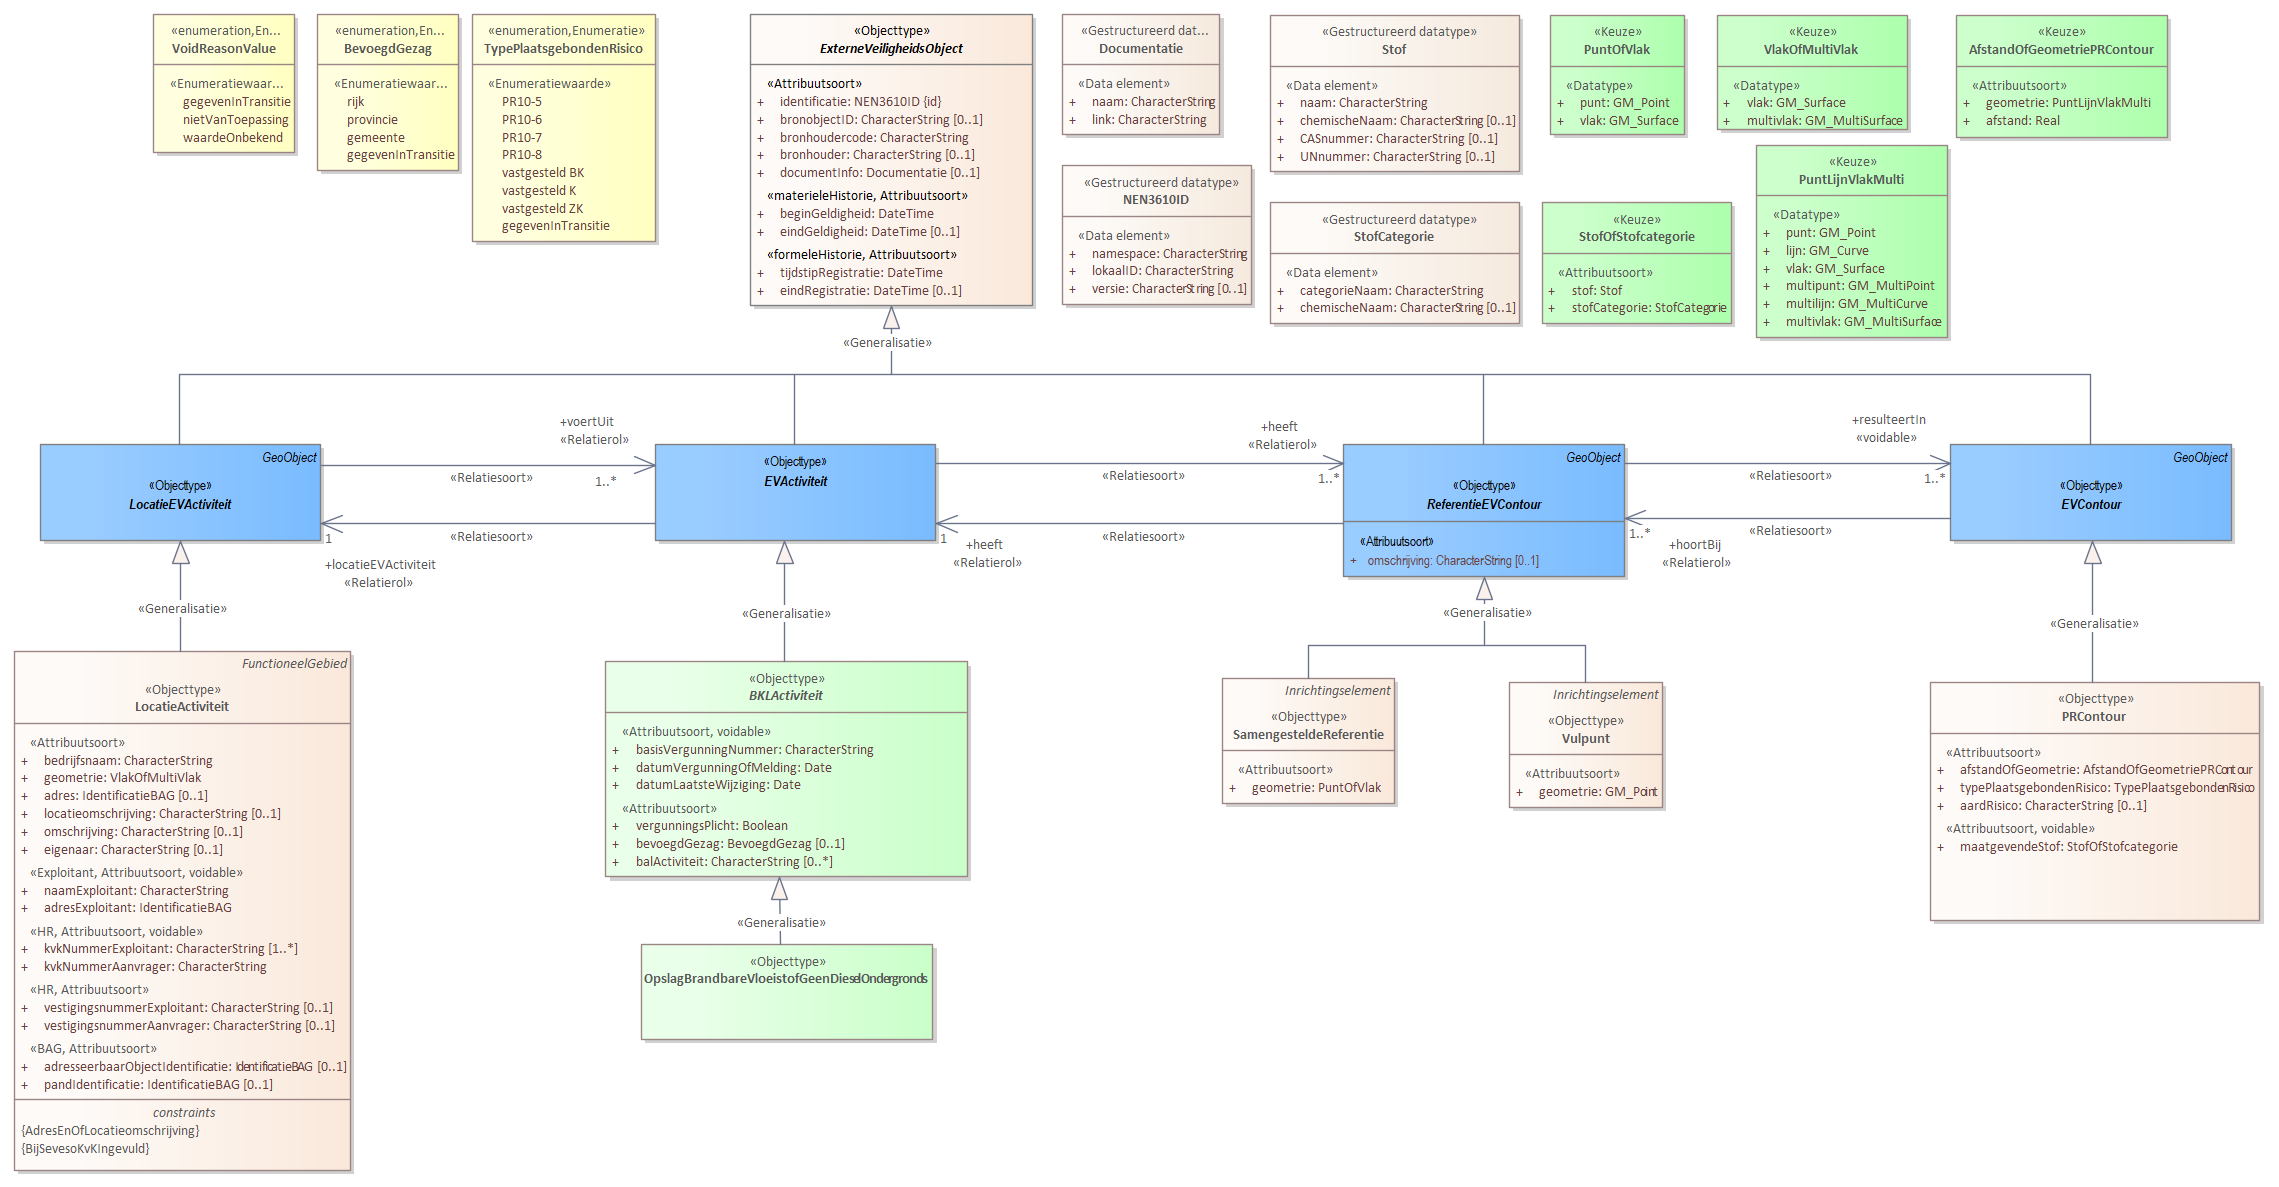 «enumeration,En...
VoidReasonValue
«Enumeratiewaar...
gegevenInTransitie
nietVanToepassing
waardeOnbekend
«enumeration,En...
BevoegdGezag
«Enumeratiewaar...
rijk
provincie
gemeente
gegevenInTransitie
«enumeration,Enumeratie»
TypePlaatsgebondenRisico
«Enumeratiewaarde»
PR10-5
PR10-6
PR10-7
PR10-8
vastgesteld BK
vastgesteld K
vastgesteld ZK
gegevenInTransitie
«Objecttype»
ExterneVeiligheidsObject
«Attribuutsoort»
+ identificatie: NEN3610ID {id}
+ bronobjectID: CharacterString [0..1]
+ bronhoudercode: CharacterString
+ bronhouder: CharacterString [0..1]
+ documentInfo: Documentatie [0..1]
«materieleHistorie, Attribuutsoort»
+ beginGeldigheid: DateTime
+ eindGeldigheid: DateTime [0..1]
«formeleHistorie, Attribuutsoort»
+ tijdstipRegistratie: DateTime
+ eindRegistratie: DateTime [0..1]
«Gestructureerd dat...
Documentatie
«Data element»
+ naam: CharacterString
+ link: CharacterString
«Gestructureerd datatype»
NEN3610ID
«Data element»
+ namespace: CharacterString
+ lokaalID: CharacterString
+ versie: CharacterString [0..1]
«Gestructureerd datatype»
Stof
«Data element»
+ naam: CharacterString
+ chemischeNaam: CharacterString [0..1]
+ CASnummer: CharacterString [0..1]
+ UNnummer: CharacterString [0..1]
«Gestructureerd datatype»
StofCategorie
«Data element»
+ categorieNaam: CharacterString
+ chemischeNaam: CharacterString [0..1]
«Keuze»
PuntOfVlak
«Datatype»
+ punt: GM_Point
+ vlak: GM_Surface
«Keuze»
VlakOfMultiVlak
«Datatype»
+ vlak: GM_Surface
+ multivlak: GM_MultiSurface
«Keuze»
AfstandOfGeometriePRContour
«Attribuutsoort»
+ geometrie: PuntLijnVlakMulti
+ afstand: Real
«Keuze»
StofOfStofcategorie
«Attribuutsoort»
+ stof: Stof
+ stofCategorie: StofCategorie
«Keuze»
PuntLijnVlakMulti
«Datatype»
+ punt: GM_Point
+ lijn: GM_Curve
+ vlak: GM_Surface
+ multipunt: GM_MultiPoint
+ multilijn: GM_MultiCurve
+ multivlak: GM_MultiSurface
«Generalisatie»
GeoObject
«Objecttype»
LocatieEVActiviteit
+voertUit
«Relatierol»
«Relatiesoort»
1..*
«Relatiesoort»
1
+locatieEVActiviteit
«Relatierol»
«Objecttype»
EVActiviteit
+heeft
«Relatierol»
«Relatiesoort»
1..*
«Relatiesoort»
1
+heeft
«Relatierol»
GeoObject
«Objecttype»
ReferentieEVContour
«Attribuutsoort»
+ omschrijving: CharacterString [0..1]
+resulteertIn
«voidable»
«Relatiesoort»
1..*
«Relatiesoort»
1..*
+hoortBij
«Relatierol»
GeoObject
«Objecttype»
EVContour
«Generalisatie»
«Generalisatie»
«Generalisatie»
«Generalisatie»
FunctioneelGebied
«Objecttype»
LocatieActiviteit
«Attribuutsoort»
+ bedrijfsnaam: CharacterString
+ geometrie: VlakOfMultiVlak
+ adres: IdentificatieBAG [0..1]
+ locatieomschrijving: CharacterString [0..1]
+ omschrijving: CharacterString [0..1]
+ eigenaar: CharacterString [0..1]
«Exploitant, Attribuutsoort, voidable»
+ naamExploitant: CharacterString
+ adresExploitant: IdentificatieBAG
«HR, Attribuutsoort, voidable»
+ kvkNummerExploitant: CharacterString [1..*]
+ kvkNummerAanvrager: CharacterString
«HR, Attribuutsoort»
+ vestigingsnummerExploitant: CharacterString [0..1]
+ vestigingsnummerAanvrager: CharacterString [0..1]
«BAG, Attribuutsoort»
+ adresseerbaarObjectIdentificatie: IdentificatieBAG [0..1]
+ pandIdentificatie: IdentificatieBAG [0..1]
constraints
{AdresEnOfLocatieomschrijving}
{BijSevesoKvKIngevuld}
«Objecttype»
BKLActiviteit
«Attribuutsoort, voidable»
+ basisVergunningNummer: CharacterString
+ datumVergunningOfMelding: Date
+ datumLaatsteWijziging: Date
«Attribuutsoort»
+ vergunningsPlicht: Boolean
+ bevoegdGezag: BevoegdGezag [0..1]
+ balActiviteit: CharacterString [0..*]
«Generalisatie»
«Objecttype»
OpslagBrandbareVloeistofGeenDieselOndergronds
Inrichtingselement
«Objecttype»
SamengesteldeReferentie
«Attribuutsoort»
+ geometrie: PuntOfVlak
Inrichtingselement
«Objecttype»
Vulpunt
«Attribuutsoort»
+ geometrie: GM_Point
«Objecttype»
PRContour
«Attribuutsoort»
+ afstandOfGeometrie: AfstandOfGeometriePRContour
+ typePlaatsgebondenRisico: TypePlaatsgebondenRisico
+ aardRisico: CharacterString [0..1]
«Attribuutsoort, voidable»
+ maatgevendeStof: StofOfStofcategorie